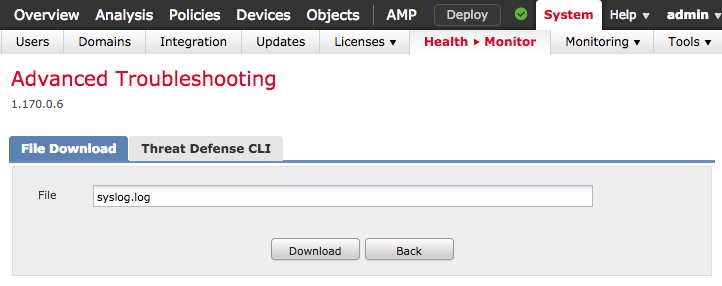 Overview Analysis Policies Devices Objects AMP Deploy System Help ▾ admin ▾
Users Domains Integration Updates Licenses ▾ Health ▸ Monitor Monitoring ▾ Tools ▾
Advanced Troubleshooting
1.170.0.6
File Download Threat Defense CLI
File syslog.log
Download Back